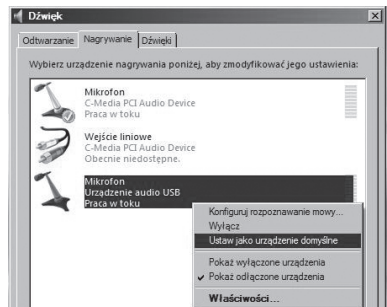 Dźwięk
Odtwarzanie Nagrywanie Dźwięki
Wybierz urządzenie nagrywania poniżej, aby zmodyfikować jego ustawienia:
Mikrofon
C-Media PCI Audio Device
Praca w toku
Wejście liniowe
C-Media PCI Audio Device
Obecnie niedostępne.
Mikrofon
Urządzenie audio USB
Praca w toku
Konfiguruj rozpoznawanie mowy...
Wyłącz
Ustaw jako urządzenie domyślne
Pokaż wyłączone urządzenia
Pokaż odłączone urządzenia
Właściwości...